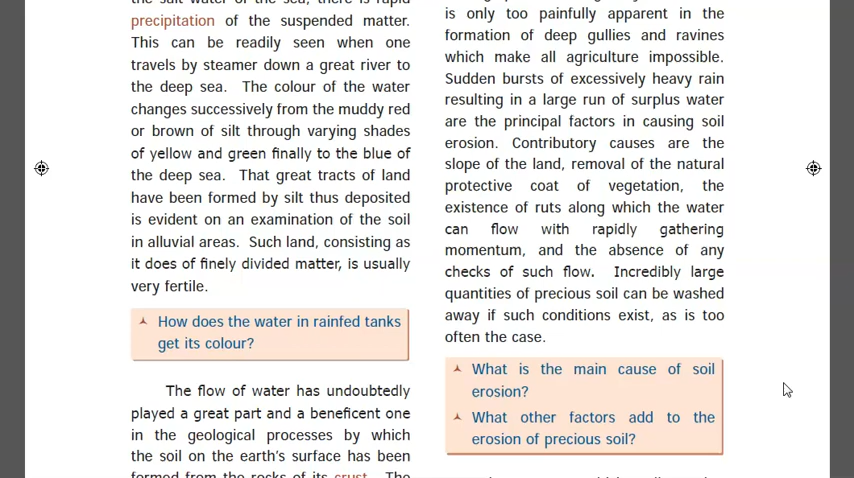 precipitation of the suspended matter.
This can be readily seen when one
travels by steamer down a great river to
the deep sea. The colour of the water
changes successively from the muddy red
or brown of silt through varying shades
of yellow and green finally to the blue of
the deep sea. That great tracts of land
have been formed by silt thus deposited
is evident on an examination of the soil
in alluvial areas. Such land, consisting as
it does of finely divided matter, is usually
very fertile.
How does the water in rainfed tanks
get its colour?
The flow of water has undoubtedly
played a great part and a beneficent one
in the geological processes by which
the soil on the earth's surface has been
formed from the rocks of its crust. The
is only too painfully apparent in the
formation of deep gullies and ravines
which make all agriculture impossible.
Sudden bursts of excessively heavy rain
resulting in a large run of surplus water
are the principal factors in causing soil
erosion. Contributory causes are the
slope of the land, removal of the natural
protective coat of vegetation, the
existence of ruts along which the water
can flow with rapidly gathering
momentum, and the absence of any
checks of such flow. Incredibly large
quantities of precious soil can be washed
away if such conditions exist, as is too
often the case.
What is the main cause of soil
erosion?
What other factors add to the
erosion of precious soil?